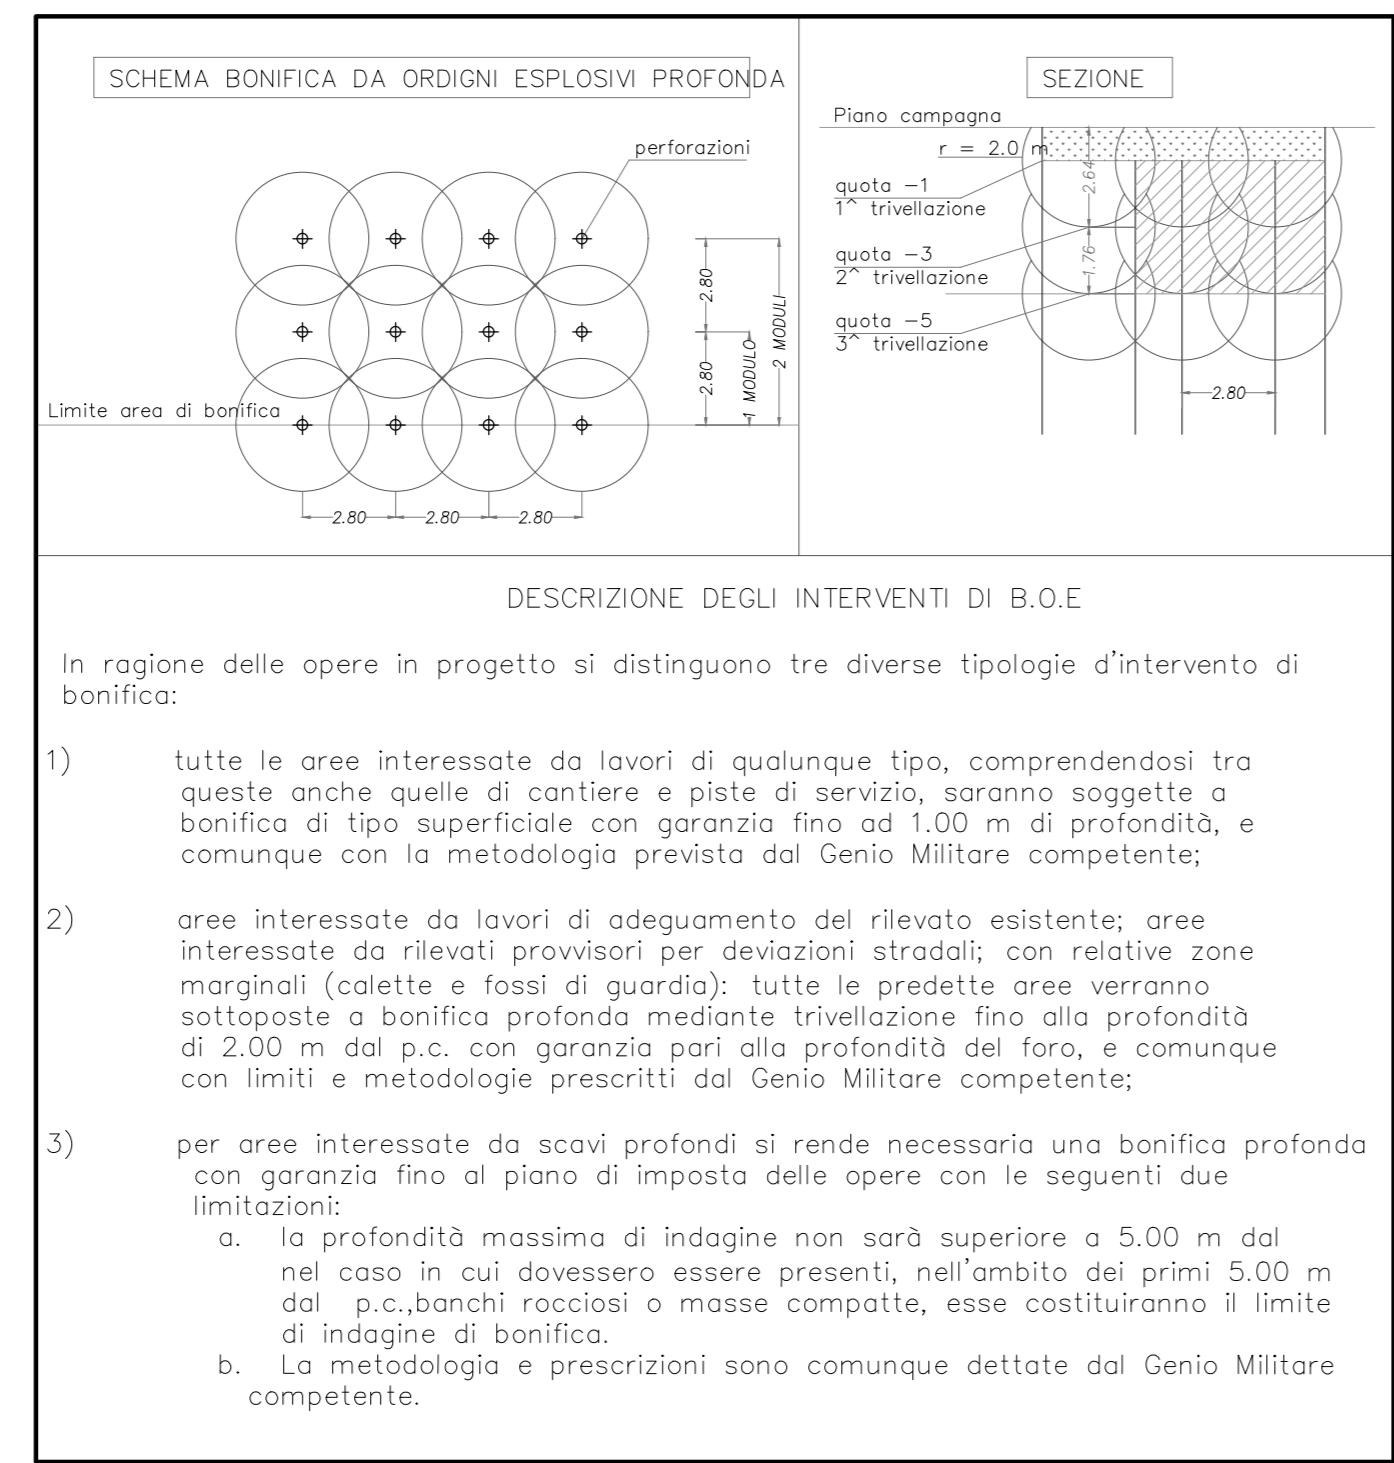 SCHEMA BONIFICA DA ORDIGNI ESPLOSIVI PROFONDA
perforazioni
2.80
2.80
1 MODULO
2 MODULI
Limite area di bonifica
2.80
2.80
2.80
SEZIONE
Piano campagna
r = 2.0 m
2.64
quota -1
1^ trivellazione
1.76
quota -3
2^ trivellazione
quota -5
3^ trivellazione
2.80
DESCRIZIONE DEGLI INTERVENTI DI B.O.E
In ragione delle opere in progetto si distinguono tre diverse tipologie d'intervento di
bonifica:
1) tutte le aree interessate da lavori di qualunque tipo, comprendendosi tra
queste anche quelle di cantiere e piste di servizio, saranno soggette a
bonifica di tipo superficiale con garanzia fino ad 1.00 m di profondità, e
comunque con la metodologia prevista dal Genio Militare competente;
2) aree interessate da lavori di adeguamento del rilevato esistente; aree
interessate da rilevati provvisori per deviazioni stradali; con relative zone
marginali (calette e fossi di guardia): tutte le predette aree verranno
sottoposte a bonifica profonda mediante trivellazione fino alla profondità
di 2.00 m dal p.c. con garanzia pari alla profondità del foro, e comunque
con limiti e metodologie prescritti dal Genio Militare competente;
3) per aree interessate da scavi profondi si rende necessaria una bonifica profonda
con garanzia fino al piano di imposta delle opere con le seguenti due
limitazioni:
a. la profondità massima di indagine non sarà superiore a 5.00 m dal
nel caso in cui dovessero essere presenti, nell'ambito dei primi 5.00 m
dal p.c.,banchi rocciosi o masse compatte, esse costituiranno il limite
di indagine di bonifica.
b. La metodologia e prescrizioni sono comunque dettate dal Genio Militare
competente.